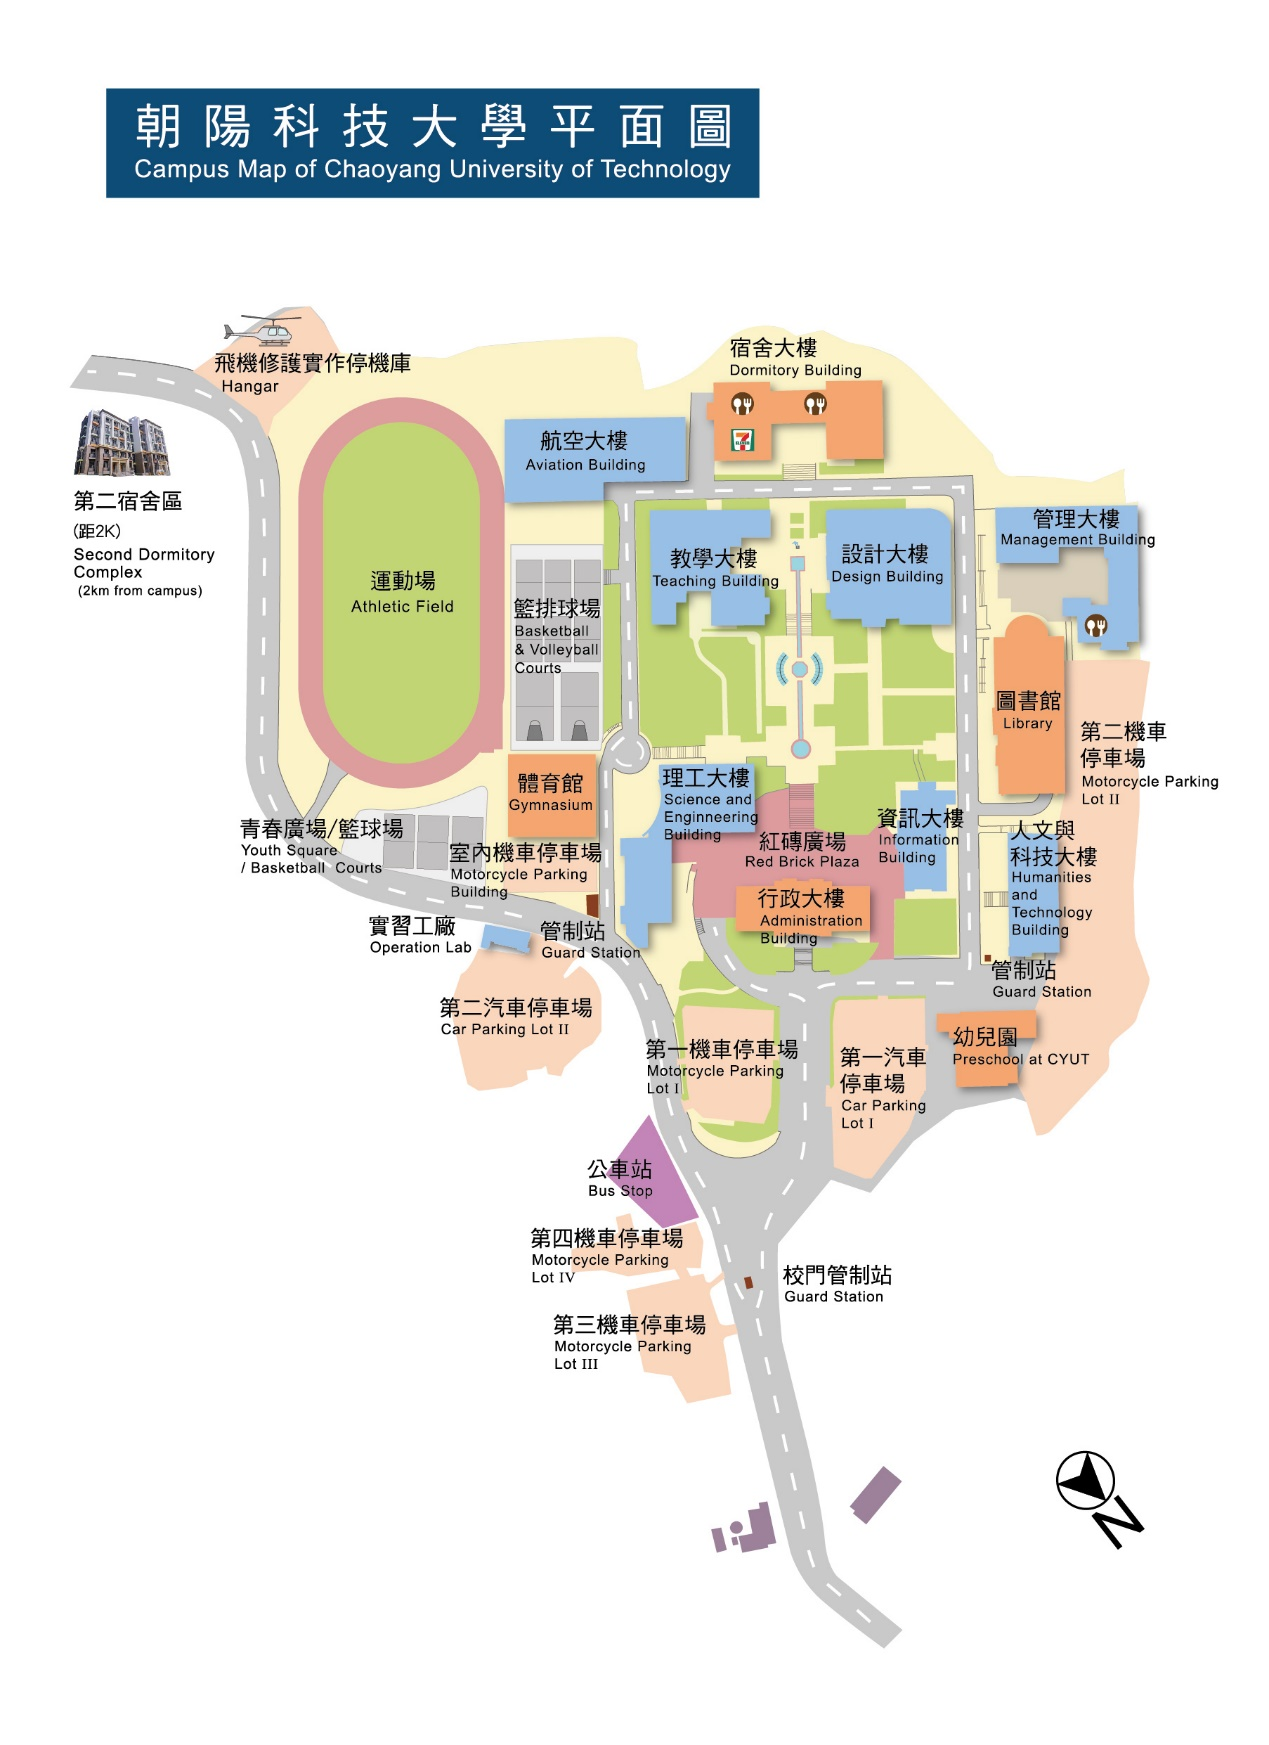 朝陽科技大學平面圖
Campus Map of Chaoyang University of Technology
飛機修護實作停機庫
Hangar
宿舍大樓
Dormitory Building
7
ELEVEN
航空大樓
Aviation Building
第二宿舍區
(距2K)
Second Dormitory
Complex
(2km from campus)
管理大樓
Management Building
教學大樓
Teaching Building
設計大樓
Design Building
運動場
Athletic Field
籃排球場
Basketball
& Volleyball
Courts
圖書館
Library
第二機車
停車場
Motorcycle Parking
Lot II
體育館
Gymnasium
理工大樓
Science and
Enginneering
Building
青春廣場/籃球場
Youth Square
/ Basketball Courts
室內機車停車場
Motorcycle Parking
Building
紅磚廣場
Red Brick Plaza
資訊大樓
Information
Building
人文與
科技大樓
Humanities
and
Technology
Building
行政大樓
Administration
Building
實習工廠
Operation Lab
管制站
Guard Station
管制站
Guard Station
第二汽車停車場
Car Parking Lot II
第一機車停車場
Motorcycle Parking
Lot I
第一汽車
停車場
Car Parking
Lot I
幼兒園
Preschool at CYUT
公車站
Bus Stop
第四機車停車場
Motorcycle Parking
Lot IV
校門管制站
Guard Station
第三機車停車場
Motorcycle Parking
Lot III
N